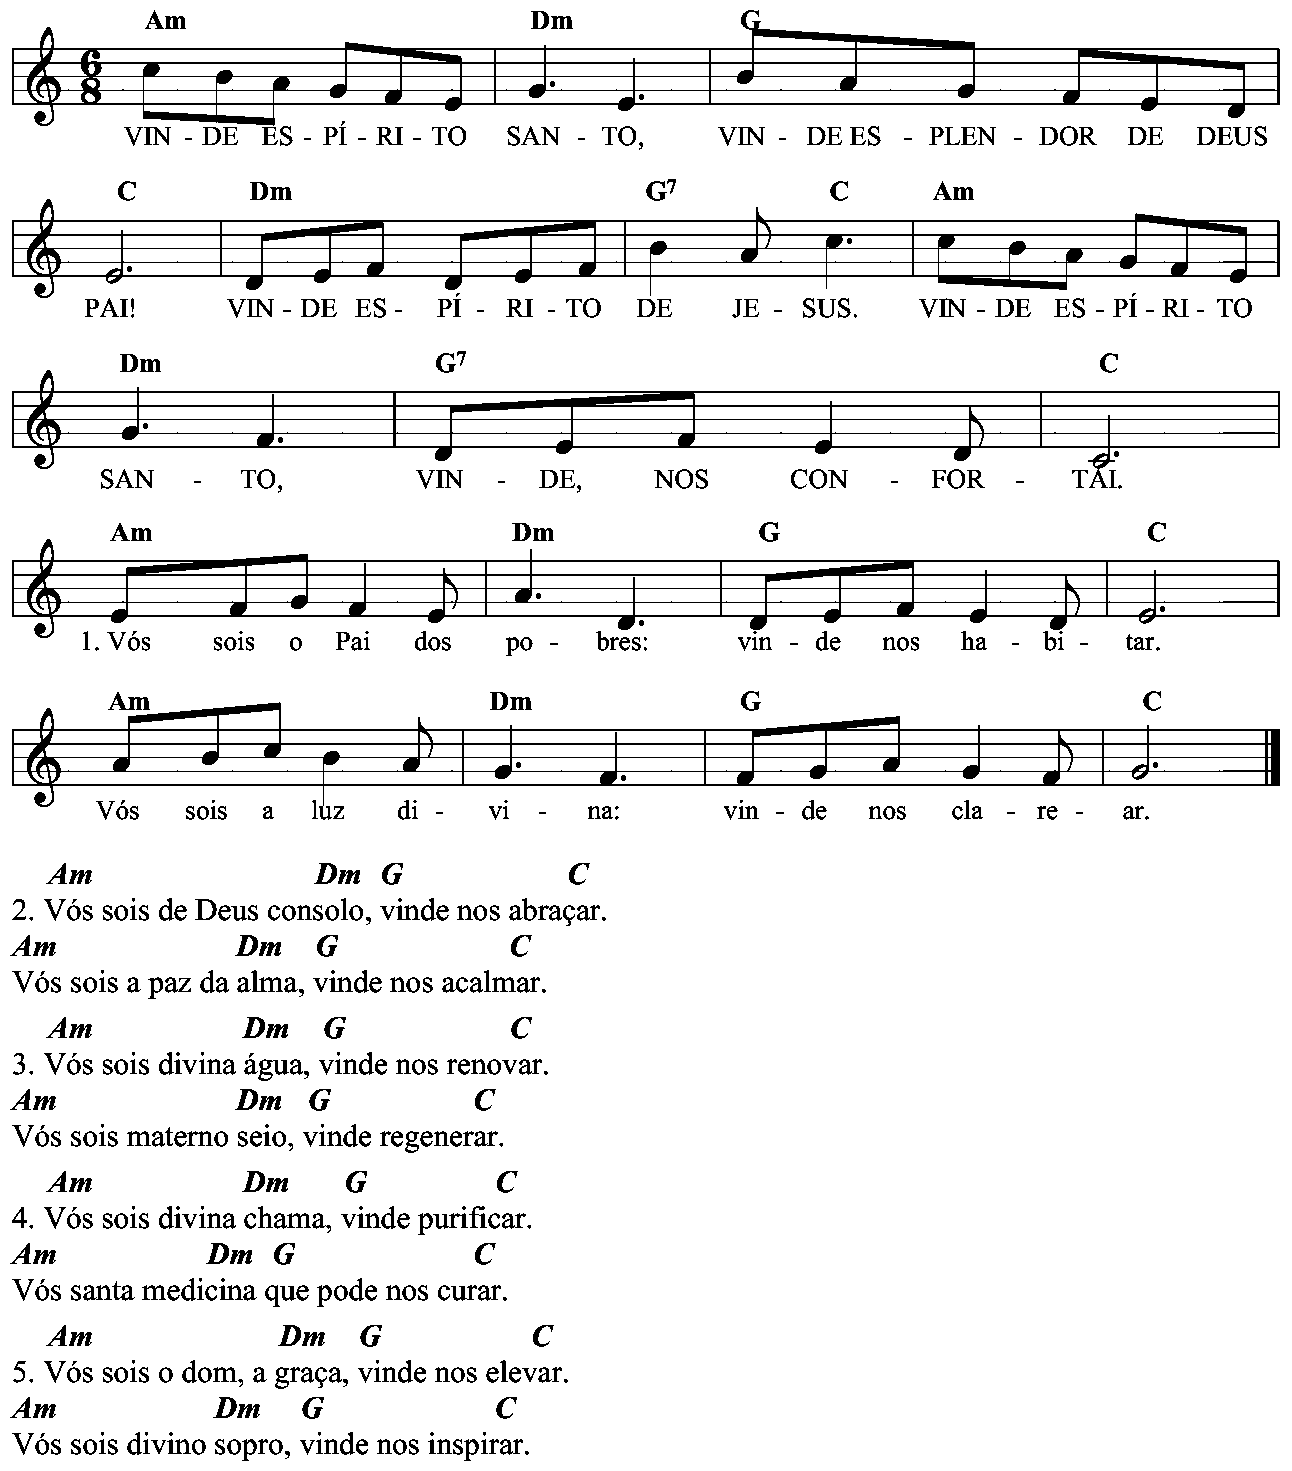 Am Dm G
6
8
VIN - DE ES - PÍ - RI - TO SAN - TO, VIN - DE ES - PLEN - DOR DE DEUS
C Dm G7 C Am
PAI! VIN - DE ES - PÍ - RI - TO DE JE - SUS. VIN - DE ES - PÍ - RI - TO
Dm G7 C
SAN - TO, VIN - DE, NOS CON - FOR - TAI.
Am Dm G C
1. Vós sois o Pai dos po - bres: vin - de nos ha - bi - tar.
Am Dm G C
Vós sois a luz di - vi - na: vin - de nos cla - re - ar.
Am Dm G C
2. Vós sois de Deus consolo, vinde nos abraçar.
Am Dm G C
Vós sois a paz da alma, vinde nos acalmar.
Am Dm G C
3. Vós sois divina água, vinde nos renovar.
Am Dm G C
Vós sois materno seio, vinde regenerar.
Am Dm G C
4. Vós sois divina chama, vinde purificar.
Am Dm G C
Vós santa medicina que pode nos curar.
Am Dm G C
5. Vós sois o dom, a graça, vinde nos elevar.
Am Dm G C
Vós sois divino sopro, vinde nos inspirar.